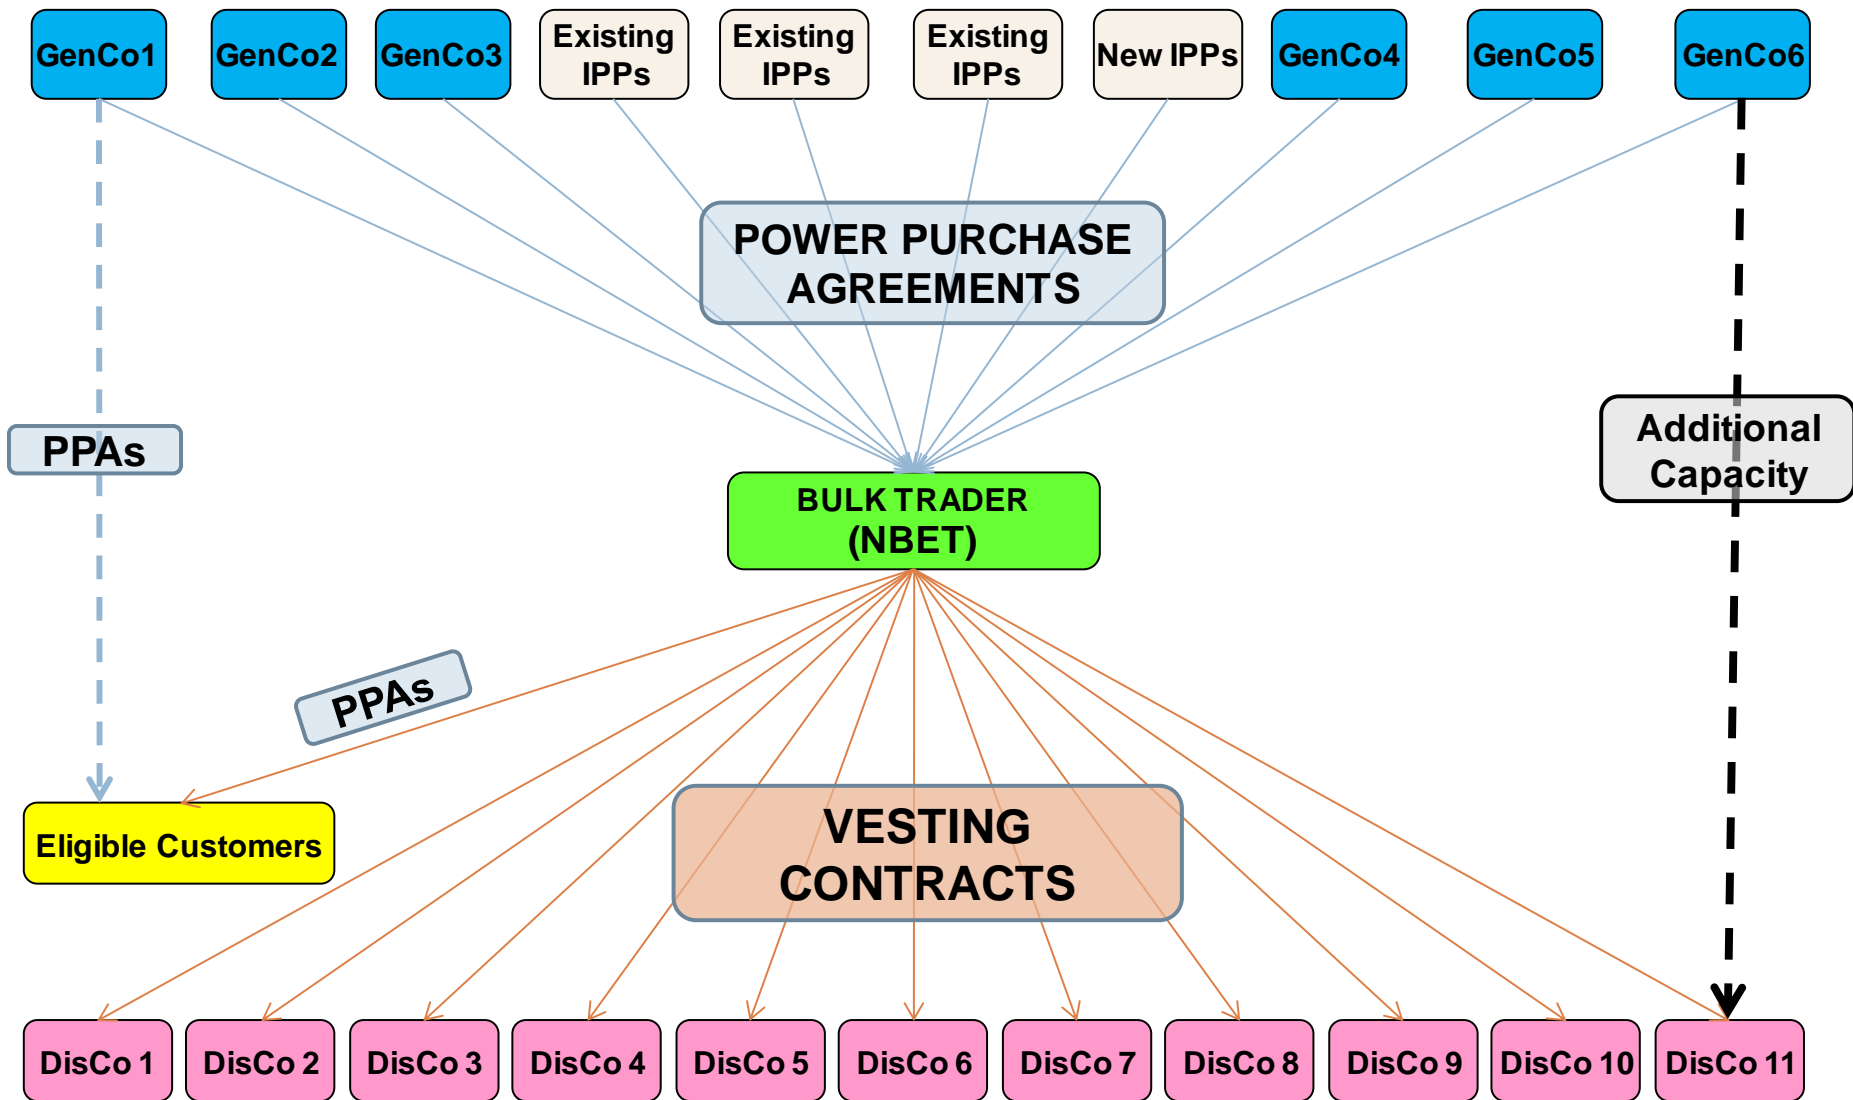 GenCo1
GenCo2
GenCo3
Existing
IPPs
Existing
IPPs
Existing
IPPs
New IPPs
GenCo4
GenCo5
GenCo6
POWER PURCHASE
AGREEMENTS
PPAs
Additional
Capacity
BULK TRADER
(NBET)
PPAs
Eligible Customers
VESTING
CONTRACTS
DisCo 1
DisCo 2
DisCo 3
DisCo 4
DisCo 5
DisCo 6
DisCo 7
DisCo 8
DisCo 9
DisCo 10
DisCo 11